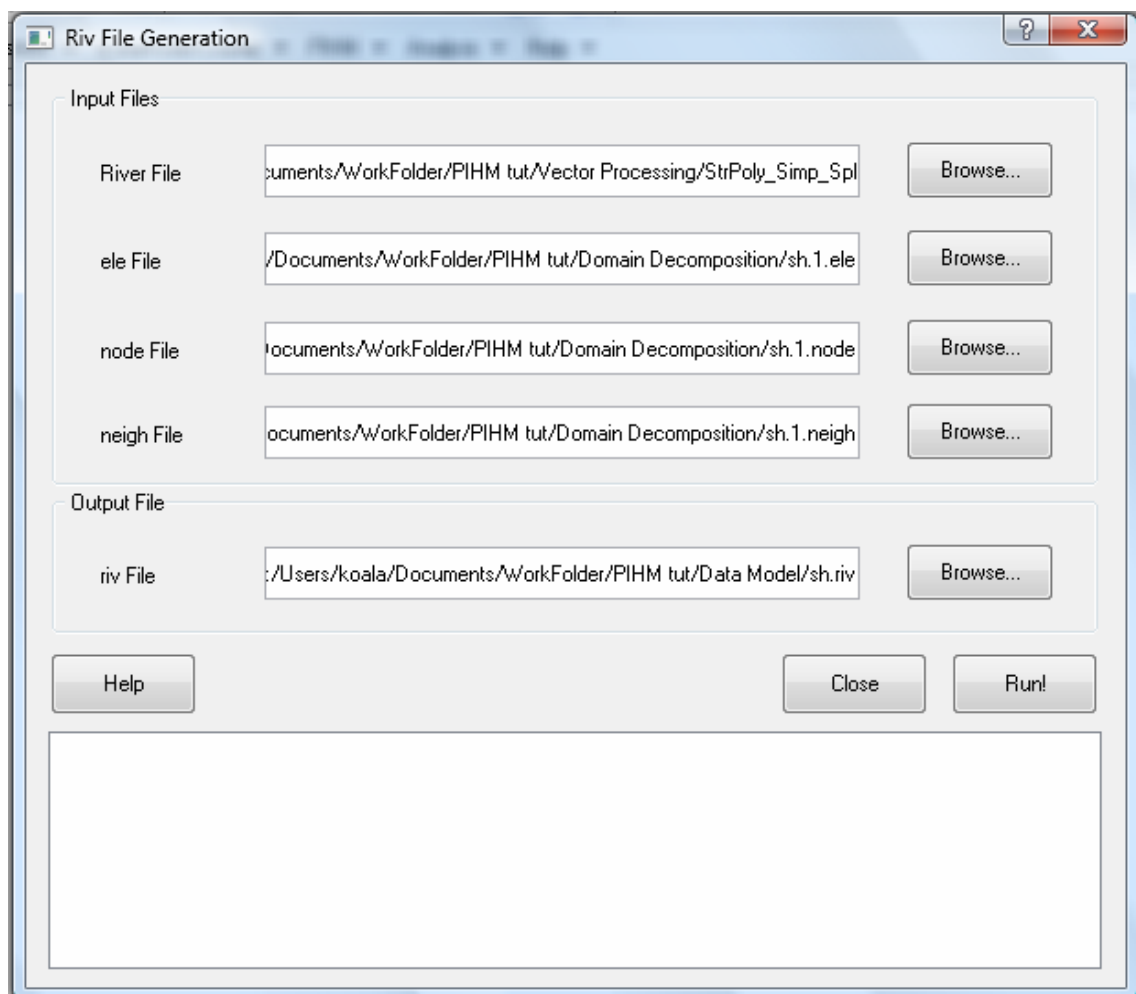 Riv File Generation
?
X
Input Files
River File
cuments/WorkFolder/PIHM tut/Vector Processing/StrPoly_Simp_Spl
Browse...
ele File
/Documents/WorkFolder/PIHM tut/Domain Decomposition/sh.1.ele
Browse...
node File
ocuments/WorkFolder/PIHM tut/Domain Decomposition/sh.1.node
Browse...
neigh File
ocuments/WorkFolder/PIHM tut/Domain Decomposition/sh.1.neigh
Browse...
Output File
riv File
:/Users/koala/Documents/WorkFolder/PIHM tut/Data Model/sh.riv
Browse...
Help
Close
Run!